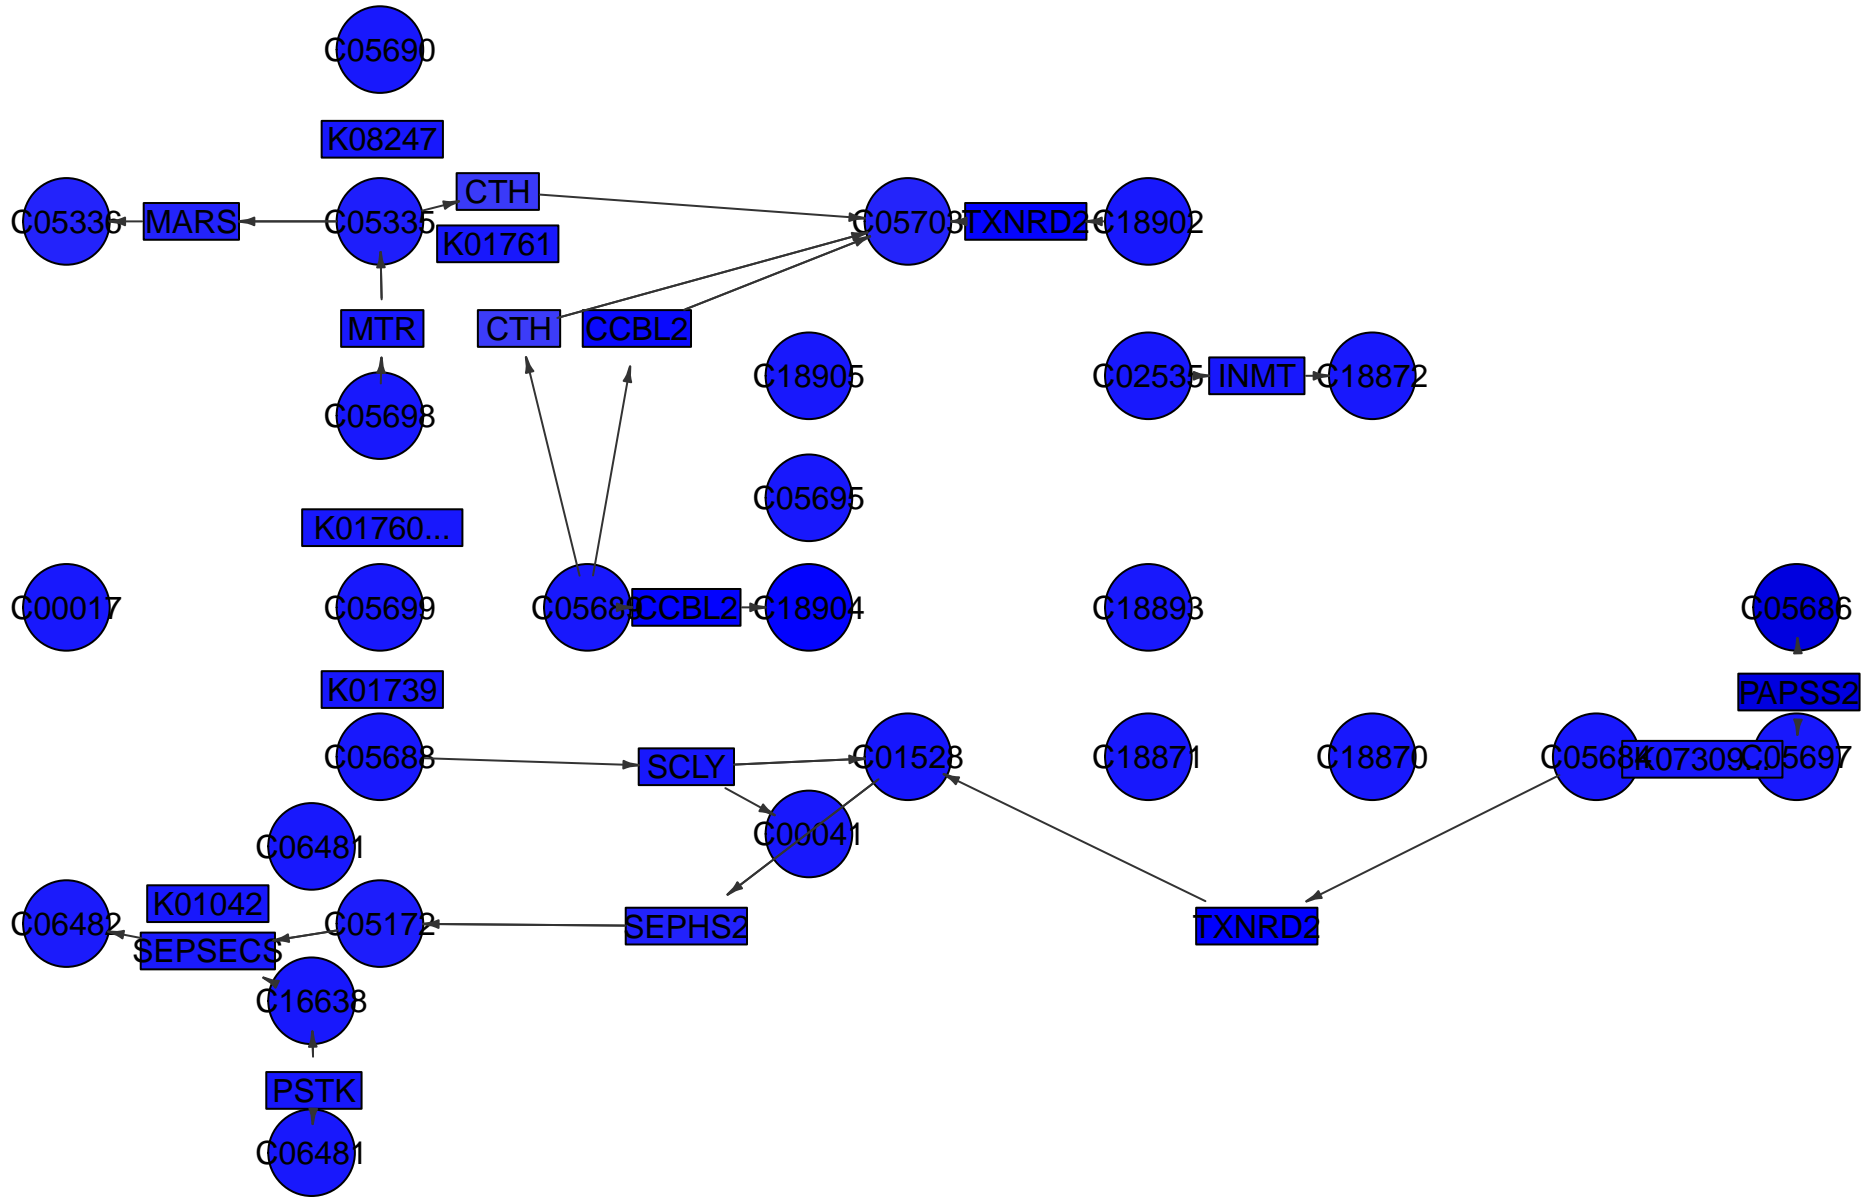 C05690
K08247
CTH
C05336
MARS
C05335
K01761
C05703
TXNRD2
C18902
MTR
CTH
CCBL2
C18905
C02535
INMT
C18872
C05698
C05695
K01760...
C00017
C05699
C05689
CCBL2
C18904
C18893
C05686
K01739
PAPSS2
C05688
SCLY
C01528
C18871
C18870
C05684
K07309...
C05697
C00041
C06481
K01042
C06482
SEPSECS
C05172
SEPHS2
TXNRD2
C16638
PSTK
C06481